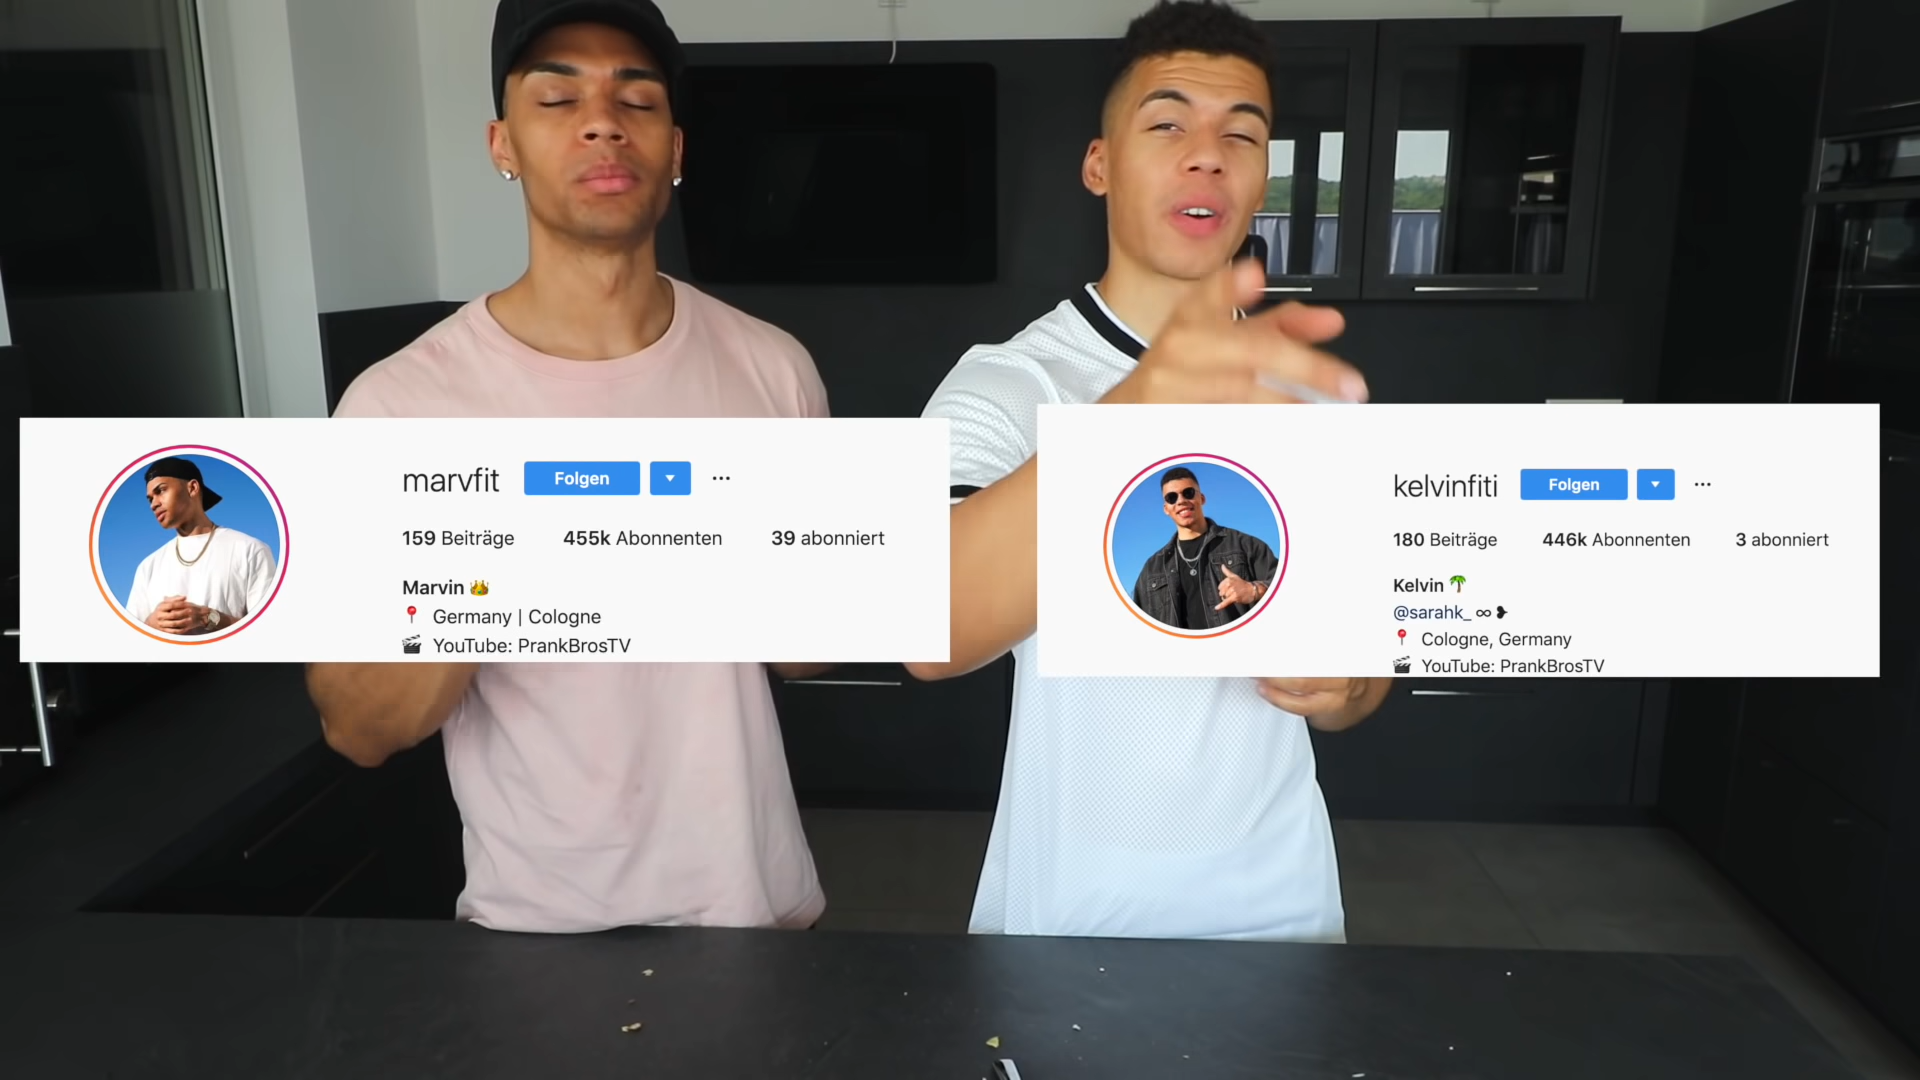 marvfit Folgen
159 Beiträge 455k Abonnenten 39 abonniert
Marvin 👑
📍 Germany | Cologne
🎬 YouTube: PrankBrosTV
kelvinfiti Folgen
180 Beiträge 446k Abonnenten 3 abonniert
Kelvin 🌴
@sarahk_ ∞ ❥
📍 Cologne, Germany
🎬 YouTube: PrankBrosTV